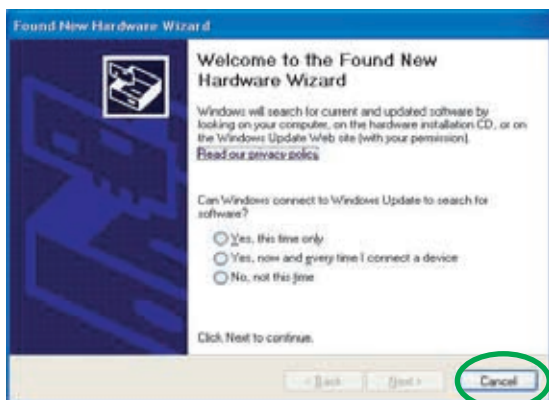 Found New Hardware Wizard
Welcome to the Found New
Hardware Wizard
Windows will search for current and updated software by
looking on your computer, on the hardware installation CD, or on
the Windows Update Web site (with your permission).
Read our privacy policy
Can Windows connect to Windows Update to search for
software?
Yes, this time only
Yes, now and every time I connect a device
No, not this time
Click Next to continue.
< Back Next > Cancel